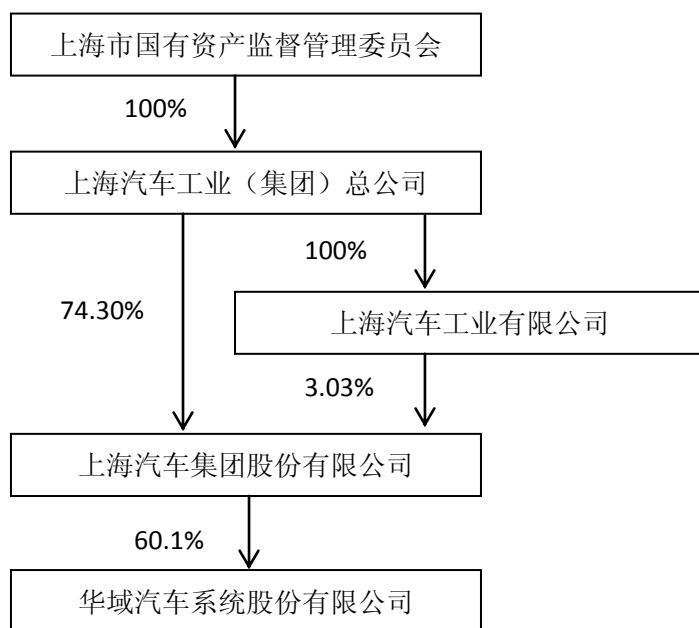 上海市国有资产监督管理委员会
100%
上海汽车工业（集团）总公司
100%
74.30%
上海汽车工业有限公司
3.03%
上海汽车集团股份有限公司
60.1%
华域汽车系统股份有限公司